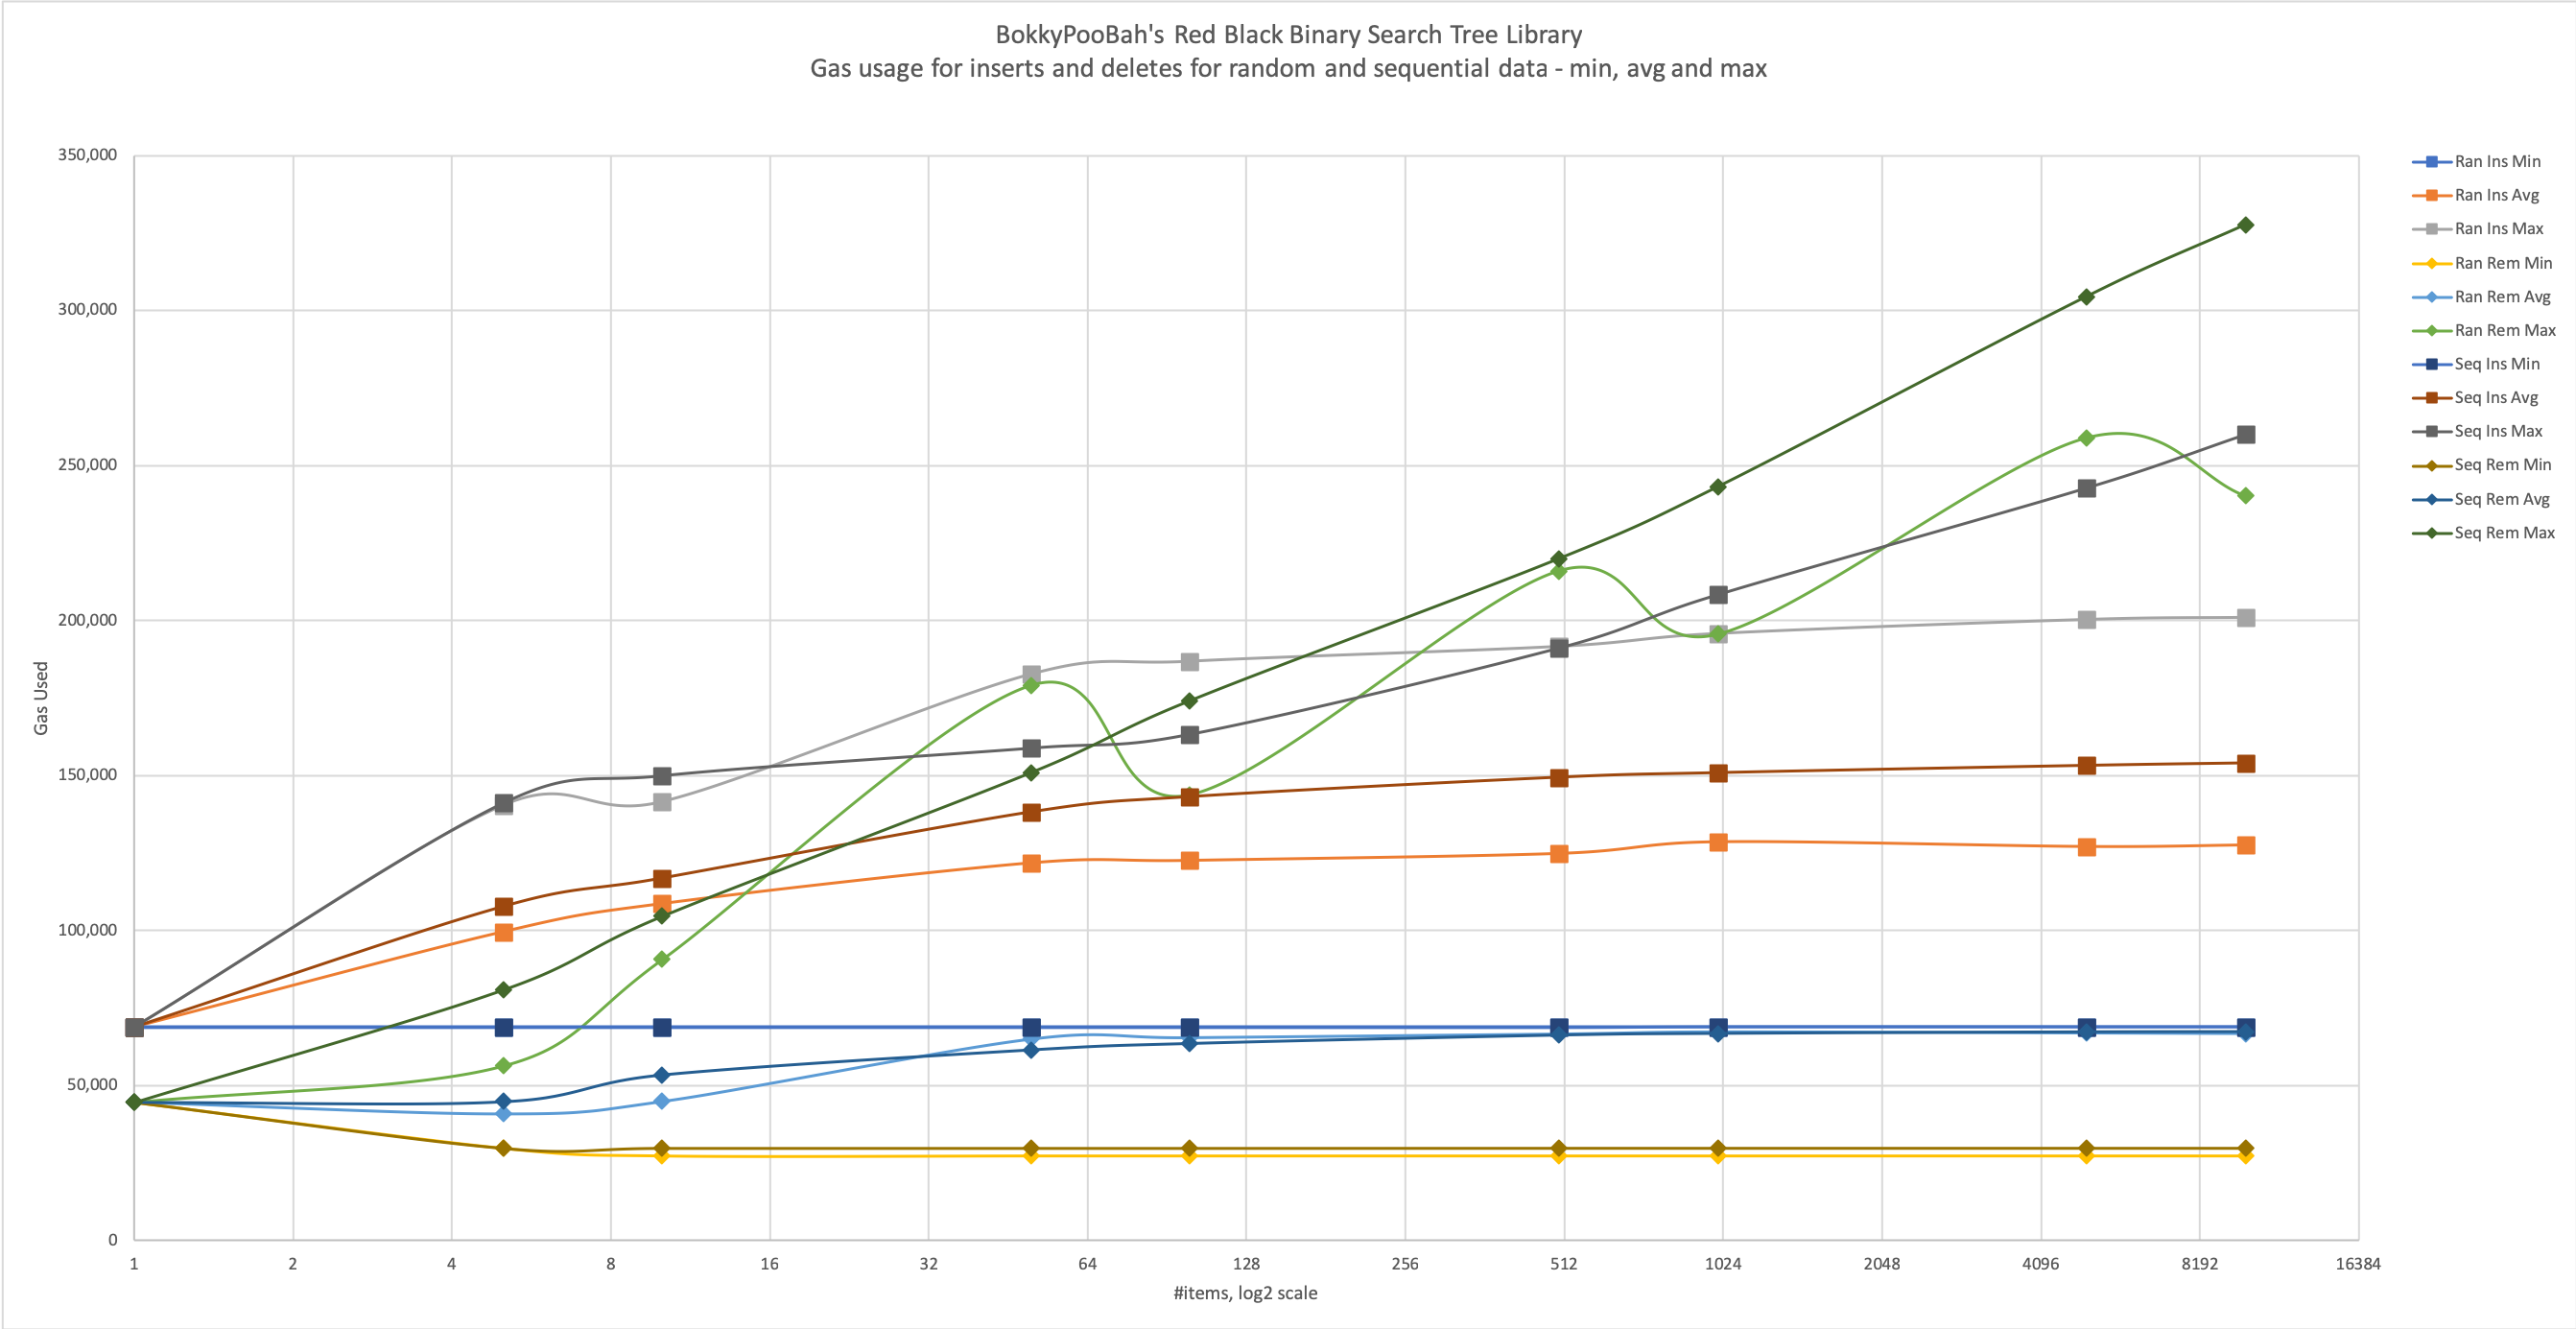 BokkyPooBah's Red Black Binary Search Tree Library
Gas usage for inserts and deletes for random and sequential data - min, avg and max
350,000
300,000
250,000
200,000
150,000
100,000
50,000
0
Gas Used
1 2 4 8 16 32 64 128 256 512 1024 2048 4096 8192 16384
#items, log2 scale
Ran Ins Min
Ran Ins Avg
Ran Ins Max
Ran Rem Min
Ran Rem Avg
Ran Rem Max
Seq Ins Min
Seq Ins Avg
Seq Ins Max
Seq Rem Min
Seq Rem Avg
Seq Rem Max